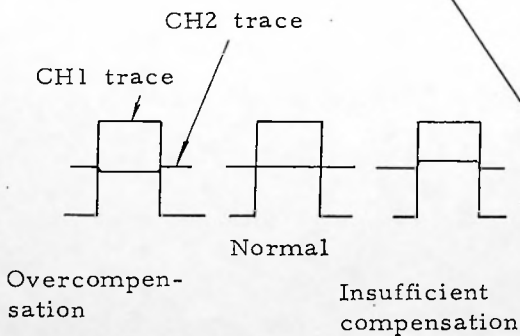 CH2 trace
CH1 trace
Normal
Overcompen-
sation
Insufficient
compensation